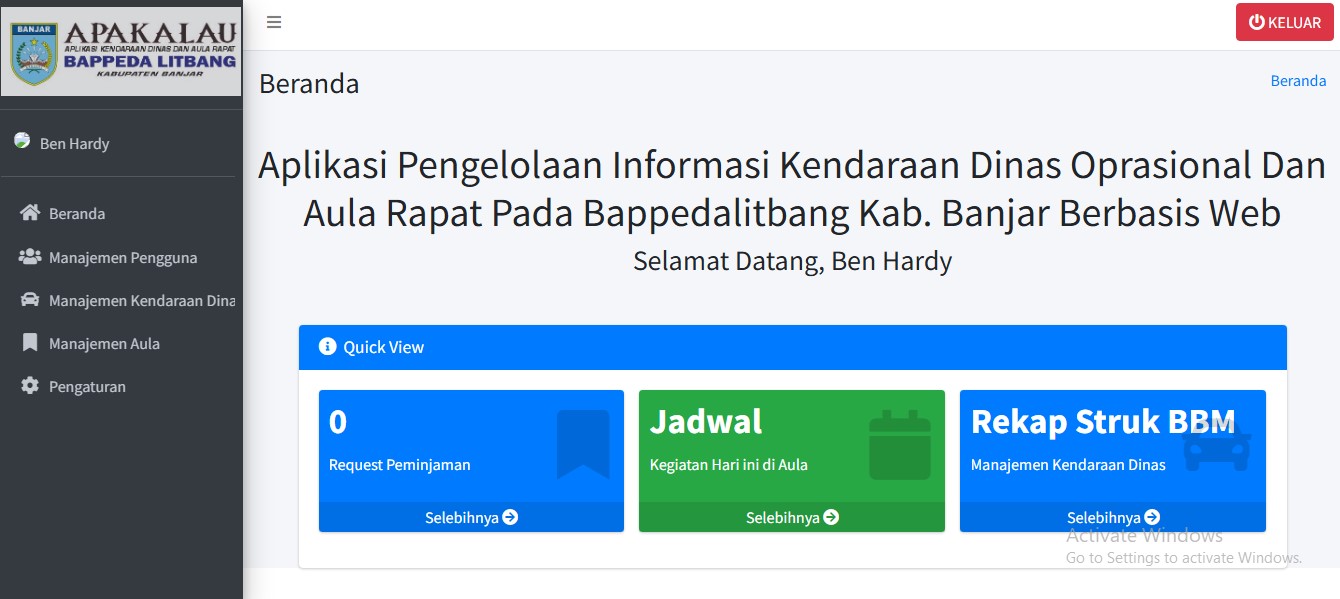 BANJAR
APAKALAU
APLIKASI KENDARAAN DINAS DAN AULA RAPAT
BAPPEDA LITBANG
KABUPATEN BANJAR
KELUAR
Beranda
Beranda
Ben Hardy
Beranda
Manajemen Pengguna
Manajemen Kendaraan Dina
Manajemen Aula
Pengaturan
Aplikasi Pengelolaan Informasi Kendaraan Dinas Oprasional Dan
Aula Rapat Pada Bappedalitbang Kab. Banjar Berbasis Web
Selamat Datang, Ben Hardy
Quick View
0
Request Peminjaman
Selebihnya
Jadwal
Kegiatan Hari ini di Aula
Selebihnya
Rekap Struk BBM
Manajemen Kendaraan Dinas
Selebihnya
Activate Windows
Go to Settings to activate Windows.